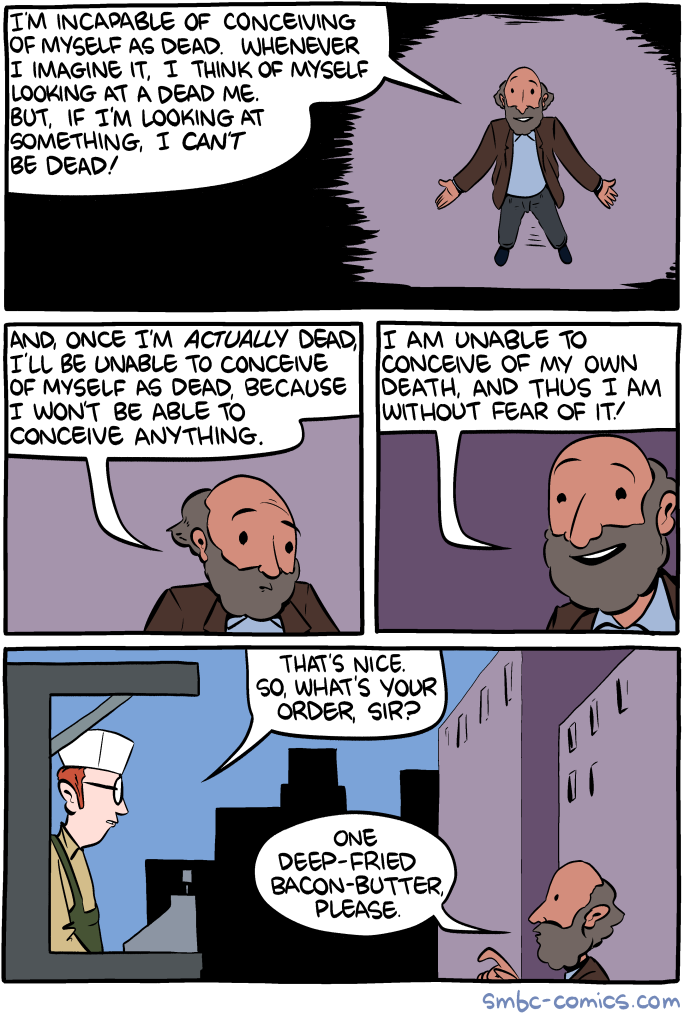 I'M INCAPABLE OF CONCEIVING
OF MYSELF AS DEAD. WHENEVER
I IMAGINE IT, I THINK OF MYSELF
LOOKING AT A DEAD ME.
BUT, IF I'M LOOKING AT
SOMETHING, I CAN'T
BE DEAD!
AND, ONCE I'M ACTUALLY DEAD,
I'LL BE UNABLE TO CONCEIVE
OF MYSELF AS DEAD, BECAUSE
I WON'T BE ABLE TO
CONCEIVE ANYTHING.
I AM UNABLE TO
CONCEIVE OF MY OWN
DEATH, AND THUS I AM
WITHOUT FEAR OF IT!
THAT'S NICE.
SO, WHAT'S YOUR
ORDER, SIR?
ONE
DEEP-FRIED
BACON-BUTTER,
PLEASE.
smbc-comics.com